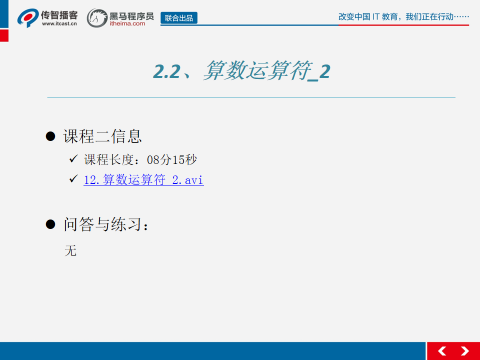 传智播客
www.itcast.cn
黑马程序员
itheima.com
联合出品
改变中国 IT 教育，我们正在行动……
2.2、算数运算符_2
课程二信息
课程长度：08分15秒
12.算数运算符_2.avi
问答与练习：
无